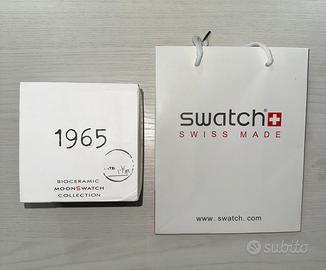 1965
BIOCERAMIC
MOONSWATCH
COLLECTION
swatch
SWISS MADE
www. swatch. com
subito